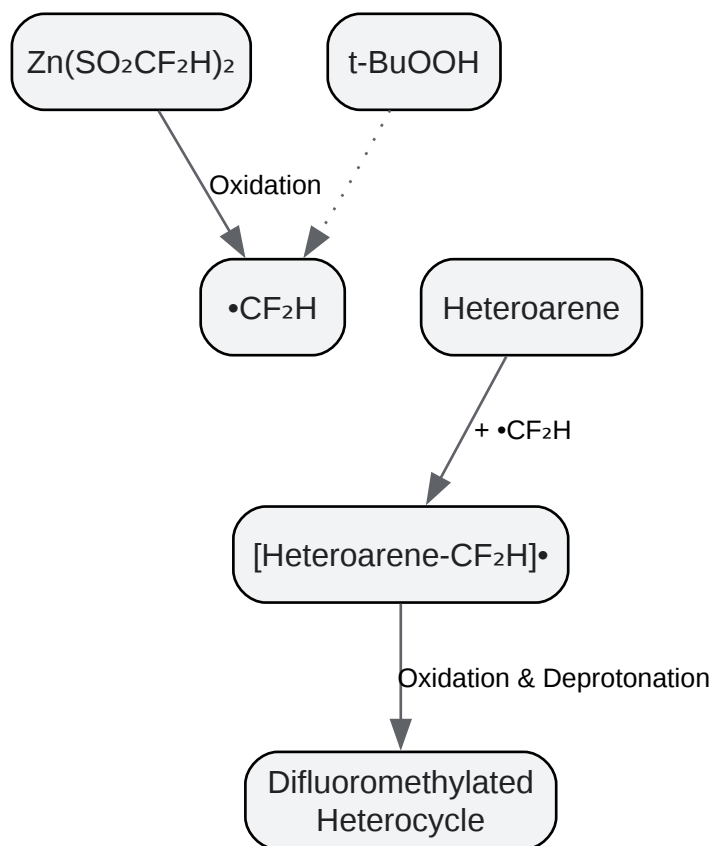 Zn(SO₂CF₂H)₂
t-BuOOH
Oxidation
•CF₂H
Heteroarene
+ •CF₂H
[Heteroarene-CF₂H]•
Oxidation & Deprotonation
Difluoromethylated
Heterocycle